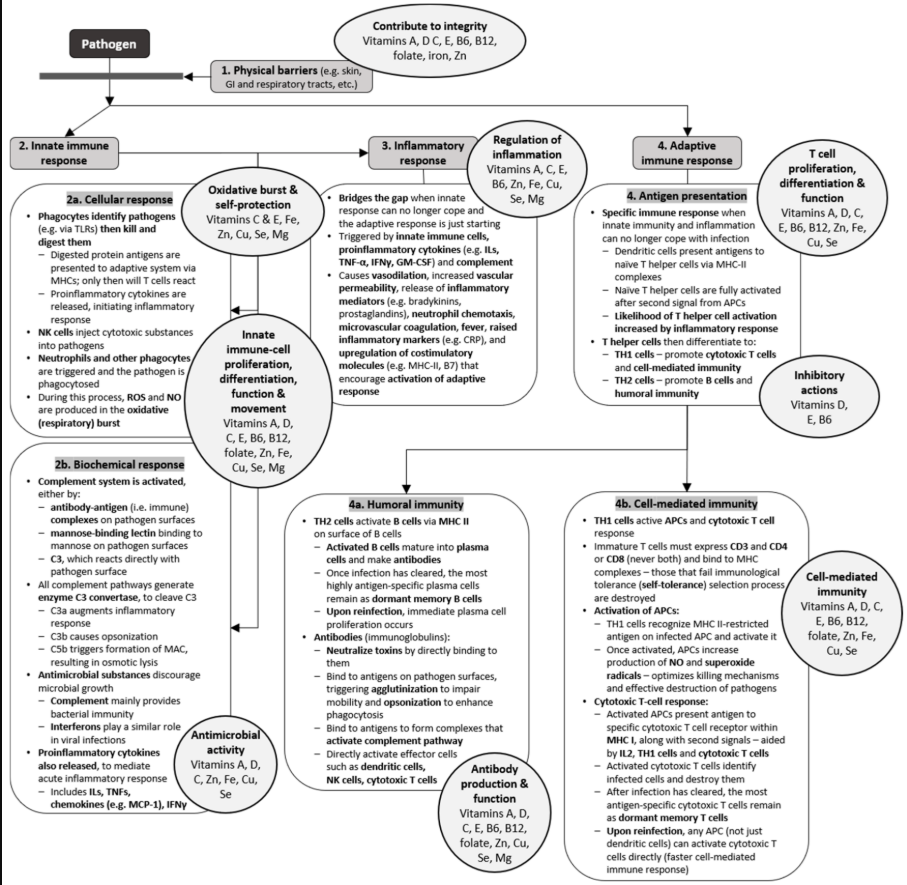 Contribute to integrity
Vitamins A, D C, E, B6, B12,
folate, iron, Zn
Pathogen
1. Physical barriers (e.g. skin,
GI and respiratory tracts, etc.)
2. Innate immune
response
3. Inflammatory
response
Regulation of
inflammation
Vitamins A, C, E,
B6, Zn, Fe, Cu,
Se, Mg
4. Adaptive
immune response
T cell
proliferation,
differentiation &
function
Vitamins A, D, C,
E, B6, B12, Zn, Fe,
Cu, Se
Oxidative burst &
self-protection
Vitamins C & E, Fe,
Zn, Cu, Se, Mg
2a. Cellular response
• Phagocytes identify pathogens
(e.g. via TLRs) then kill and
digest them
– Digested protein antigens are
presented to adaptive system via
MHCs; only then will T cells react
– Proinflammatory cytokines are
released, initiating inflammatory
response
• NK cells inject cytotoxic substances
into pathogens
• Neutrophils and other phagocytes
are triggered and the pathogen is
phagocytosed
• During this process, ROS and NO
are produced in the oxidative
(respiratory) burst
Innate
immune-cell
proliferation,
differentiation,
function &
movement
Vitamins A, D,
C, E, B6, B12,
folate, Zn, Fe,
Cu, Se, Mg
• Bridges the gap when innate
response can no longer cope and
the adaptive response is just starting
• Triggered by innate immune cells,
proinflammatory cytokines (e.g. ILs,
TNF-α, IFNγ, GM-CSF) and complement
• Causes vasodilation, increased vascular
permeability, release of inflammatory
mediators (e.g. bradykinins,
prostaglandins), neutrophil chemotaxis,
microvascular coagulation, fever, raised
inflammatory markers (e.g. CRP), and
upregulation of costimulatory
molecules (e.g. MHC-II, B7) that
encourage activation of adaptive
response
4. Antigen presentation
• Specific immune response when
innate immunity and inflammation
can no longer cope with infection
– Dendritic cells present antigens to
naïve T helper cells via MHC-II
complexes
– Naïve T helper cells are fully activated
after second signal from APCs
– Likelihood of T helper cell activation
increased by inflammatory response
• T helper cells then differentiate to:
– TH1 cells – promote cytotoxic T cells
and cell-mediated immunity
– TH2 cells – promote B cells and
humoral immunity
Inhibitory
actions
Vitamins D,
E, B6
2b. Biochemical response
• Complement system is activated,
either by:
– antibody-antigen (i.e. immune)
complexes on pathogen surfaces
– mannose-binding lectin binding to
mannose on pathogen surfaces
– C3, which reacts directly with
pathogen surface
• All complement pathways generate
enzyme C3 convertase, to cleave C3
– C3a augments inflammatory
response
– C3b causes opsonization
– C5b triggers formation of MAC,
resulting in osmotic lysis
• Antimicrobial substances discourage
microbial growth
– Complement mainly provides
bacterial immunity
– Interferons play a similar role
in viral infections
• Proinflammatory cytokines
also released, to mediate
acute inflammatory response
– Includes ILs, TNFs,
chemokines (e.g. MCP-1), IFNγ
Antimicrobial
activity
Vitamins A, D,
C, Zn, Fe, Cu,
Se
4a. Humoral immunity
• TH2 cells activate B cells via MHC II
on surface of B cells
– Activated B cells mature into plasma
cells and make antibodies
– Once infection has cleared, the most
highly antigen-specific plasma cells
remain as dormant memory B cells
– Upon reinfection, immediate plasma cell
proliferation occurs
• Antibodies (immunoglobulins):
– Neutralize toxins by directly binding to
them
– Bind to antigens on pathogen surfaces,
triggering agglutinization to impair
mobility and opsonization to enhance
phagocytosis
– Bind to antigens to form complexes that
activate complement pathway
– Directly activate effector cells
such as dendritic cells,
NK cells, cytotoxic T cells
Antibody
production &
function
Vitamins A, D,
C, E, B6, B12,
folate, Zn, Cu,
Se, Mg
4b. Cell-mediated immunity
• TH1 cells active APCs and cytotoxic T cell
response
• Immature T cells must express CD3 and CD4
or CD8 (never both) and bind to MHC
complexes – those that fail immunological
tolerance (self-tolerance) selection process
are destroyed
• Activation of APCs:
– TH1 cells recognize MHC II-restricted
antigen on infected APC and activate it
– Once activated, APCs increase
production of NO and superoxide
radicals – optimizes killing mechanisms
and effective destruction of pathogens
• Cytotoxic T-cell response:
– Activated APCs present antigen to
specific cytotoxic T cell receptor within
MHC I, along with second signals – aided
by IL2, TH1 cells and cytotoxic T cells
– Activated cytotoxic T cells identify
infected cells and destroy them
– After infection has cleared, the most
antigen-specific cytotoxic T cells remain
as dormant memory T cells
– Upon reinfection, any APC (not just
dendritic cells) can activate cytotoxic T
cells directly (faster cell-mediated
immune response)
Cell-mediated
immunity
Vitamins A, D, C,
E, B6, B12,
folate, Zn, Fe,
Cu, Se